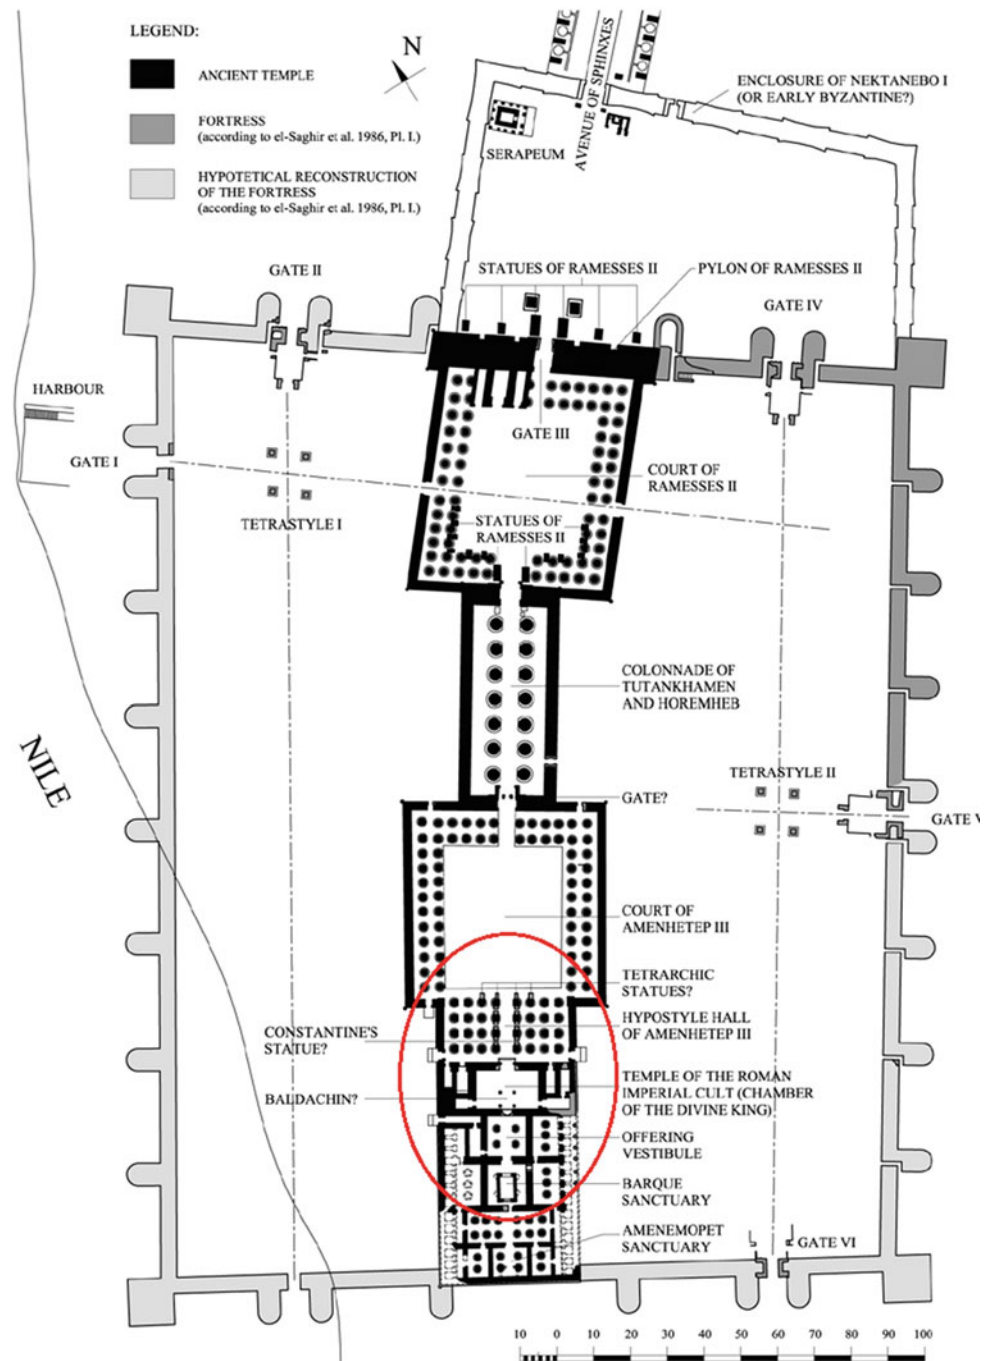 LEGEND:
ANCIENT TEMPLE
FORTRESS
(according to el-Saghir et al. 1986, Pl. I.)
HYPOTETICAL RECONSTRUCTION
OF THE FORTRESS
(according to el-Saghir et al. 1986, Pl. I.)
N
AVENUE OF SPHINXES
ENCLOSURE OF NEKTANEBO I
(OR EARLY BYZANTINE?)
SERAPEUM
GATE II
STATUES OF RAMESSES II
PYLON OF RAMESSES II
GATE IV
HARBOUR
GATE III
GATE I
COURT OF
RAMESSES II
TETRASTYLE I
STATUES OF
RAMESSES II
COLONNADE OF
TUTANKHAMEN
AND HOREMHEB
NILE
TETRASTYLE II
GATE?
GATE V
COURT OF
AMENHETEP III
TETRARCHIC
STATUES?
HYPOSTYLE HALL
OF AMENHETEP III
CONSTANTINE'S
STATUE?
BALDACHIN?
TEMPLE OF THE ROMAN
IMPERIAL CULT (CHAMBER
OF THE DIVINE KING)
OFFERING
VESTIBULE
BARQUE
SANCTUARY
AMENEMOPET
SANCTUARY
GATE VI
10 0 10 20 30 40 50 60 70 80 90 100